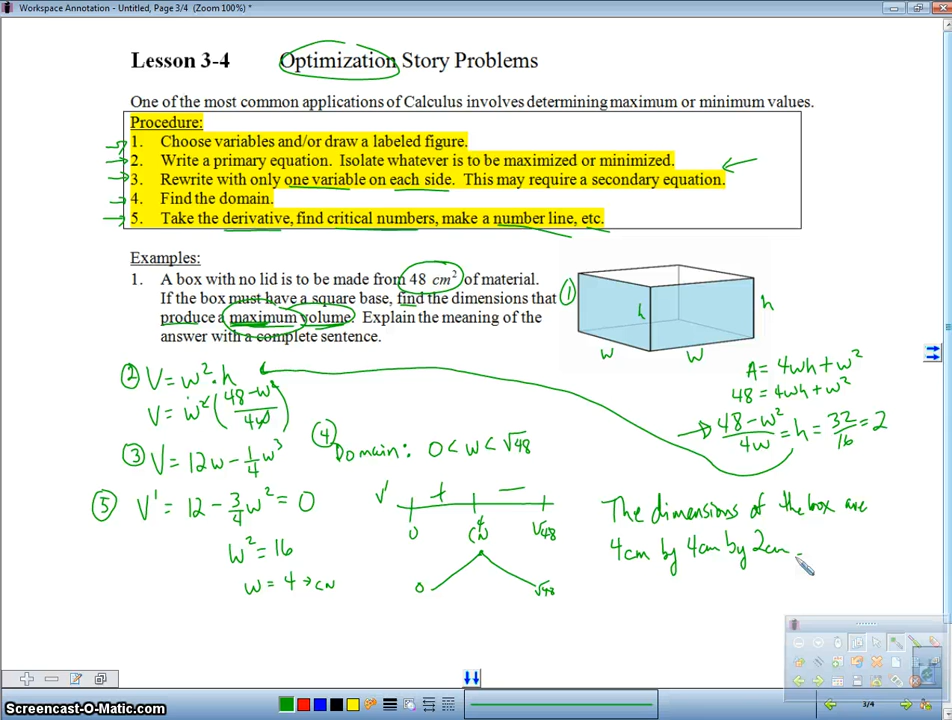 Workspace Annotation - Page 3/4 (Zoom 100%) *
Lesson 3-4 Optimization Story Problems
One of the most common applications of Calculus involves determining maximum or minimum values.
Procedure:
1. Choose variables and/or draw a labeled figure.
2. Write a primary equation. Isolate whatever is to be maximized or minimized.
3. Rewrite with only one variable on each side. This may require a secondary equation.
4. Find the domain.
5. Take the derivative, find critical numbers, make a number line, etc.
Examples:
1. A box with no lid is to be made from 48 cm² of material.
If the box must have a square base, find the dimensions that
produce a maximum volume. Explain the meaning of the
answer with a complete sentence.
① h h
w w
A = 4wh + w²
48 = 4wh + w²
(48 - w²)/4w = h = 32/16 = 2
② V = w² · h
V = w² ((48 - w²)/4w)
③ V = 12w - 1/4 w³
④ Domain: 0 < w < √48
⑤ V' = 12 - 3/4 w² = 0
w² = 16
w = 4 → CN
V' + −
0 4 √48
CN
0 √48
The dimensions of the box are
4cm by 4cm by 2cm
Screencast-O-Matic.com
3/4